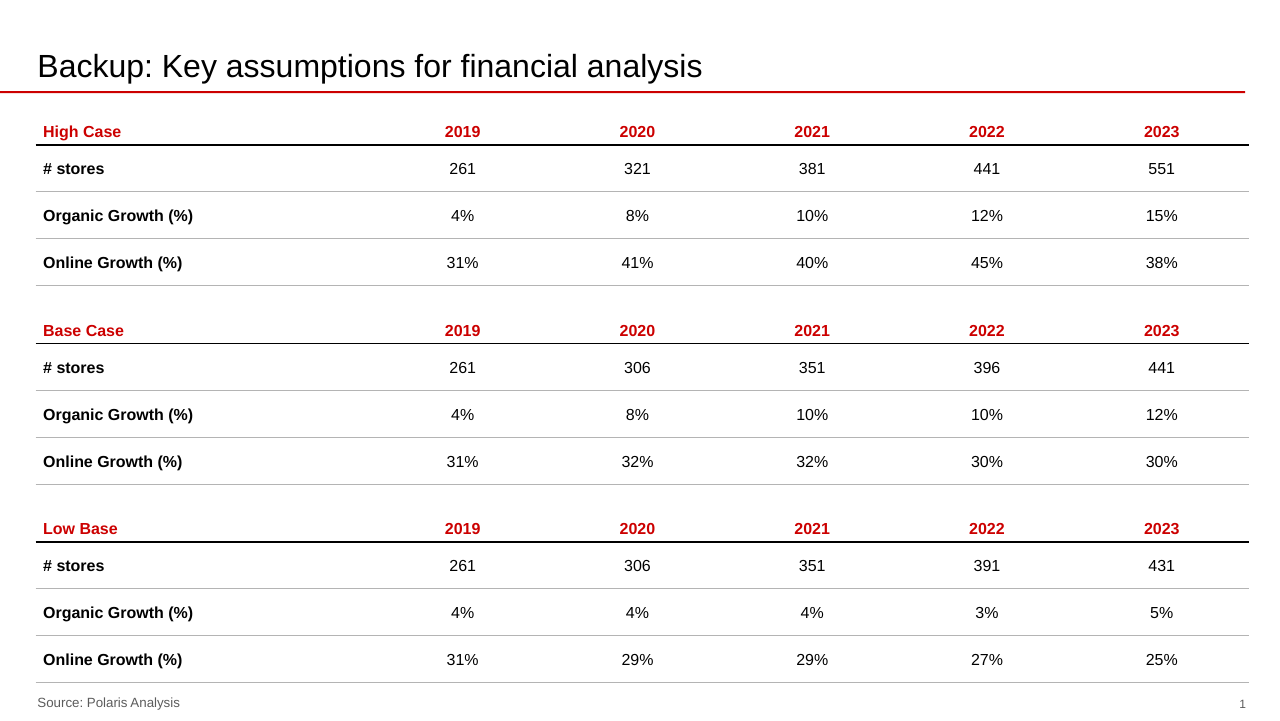 Backup: Key assumptions for financial analysis
High Case 2019 2020 2021 2022 2023
# stores 261 321 381 441 551
Organic Growth (%) 4% 8% 10% 12% 15%
Online Growth (%) 31% 41% 40% 45% 38%
Base Case 2019 2020 2021 2022 2023
# stores 261 306 351 396 441
Organic Growth (%) 4% 8% 10% 10% 12%
Online Growth (%) 31% 32% 32% 30% 30%
Low Base 2019 2020 2021 2022 2023
# stores 261 306 351 391 431
Organic Growth (%) 4% 4% 4% 3% 5%
Online Growth (%) 31% 29% 29% 27% 25%
Source: Polaris Analysis 1